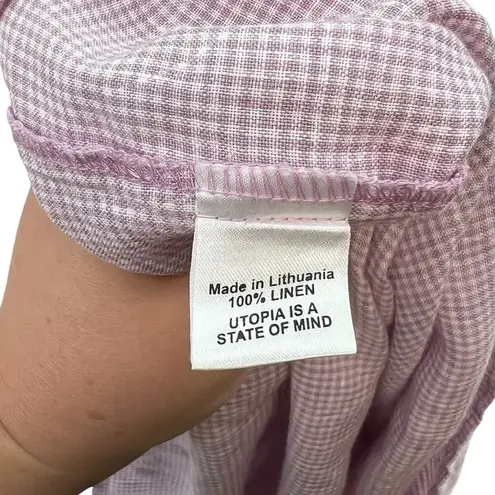 Made in Lithuania
100% LINEN
UTOPIA IS A
STATE OF MIND